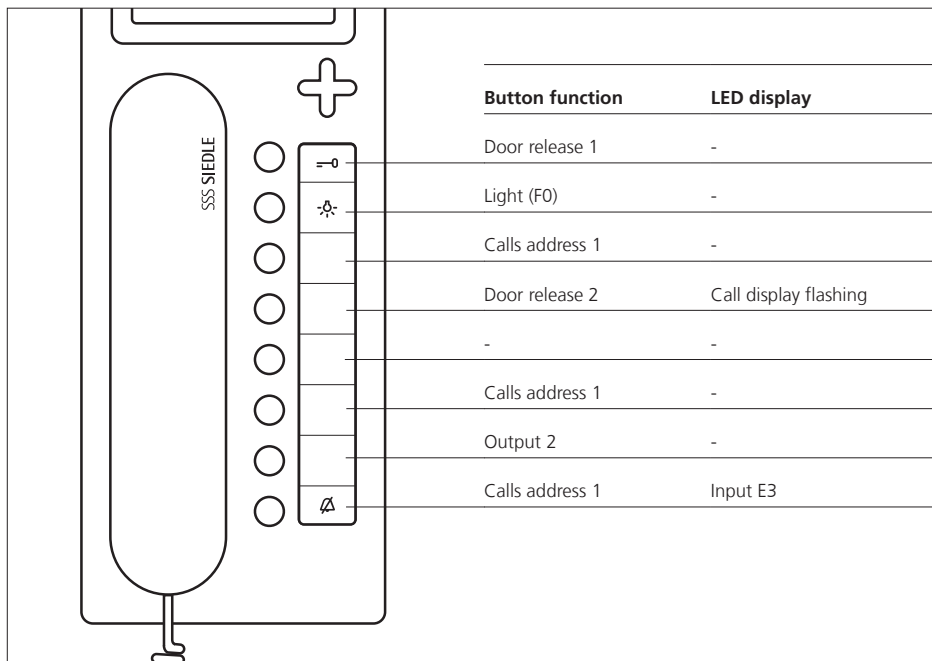 SSS SIEDLE
Button function LED display
Door release 1 -
Light (F0) -
Calls address 1 -
Door release 2 Call display flashing
- -
Calls address 1 -
Output 2 -
Calls address 1 Input E3